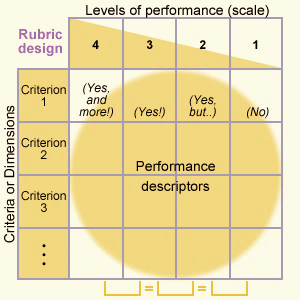 Levels of performance (scale)
Rubric
design
4 3 2 1
Criteria or Dimensions
Criterion
1
(Yes,
and
more!)
(Yes!)
(Yes,
but..)
(No)
Criterion
2
Criterion
3
Performance
descriptors
= =